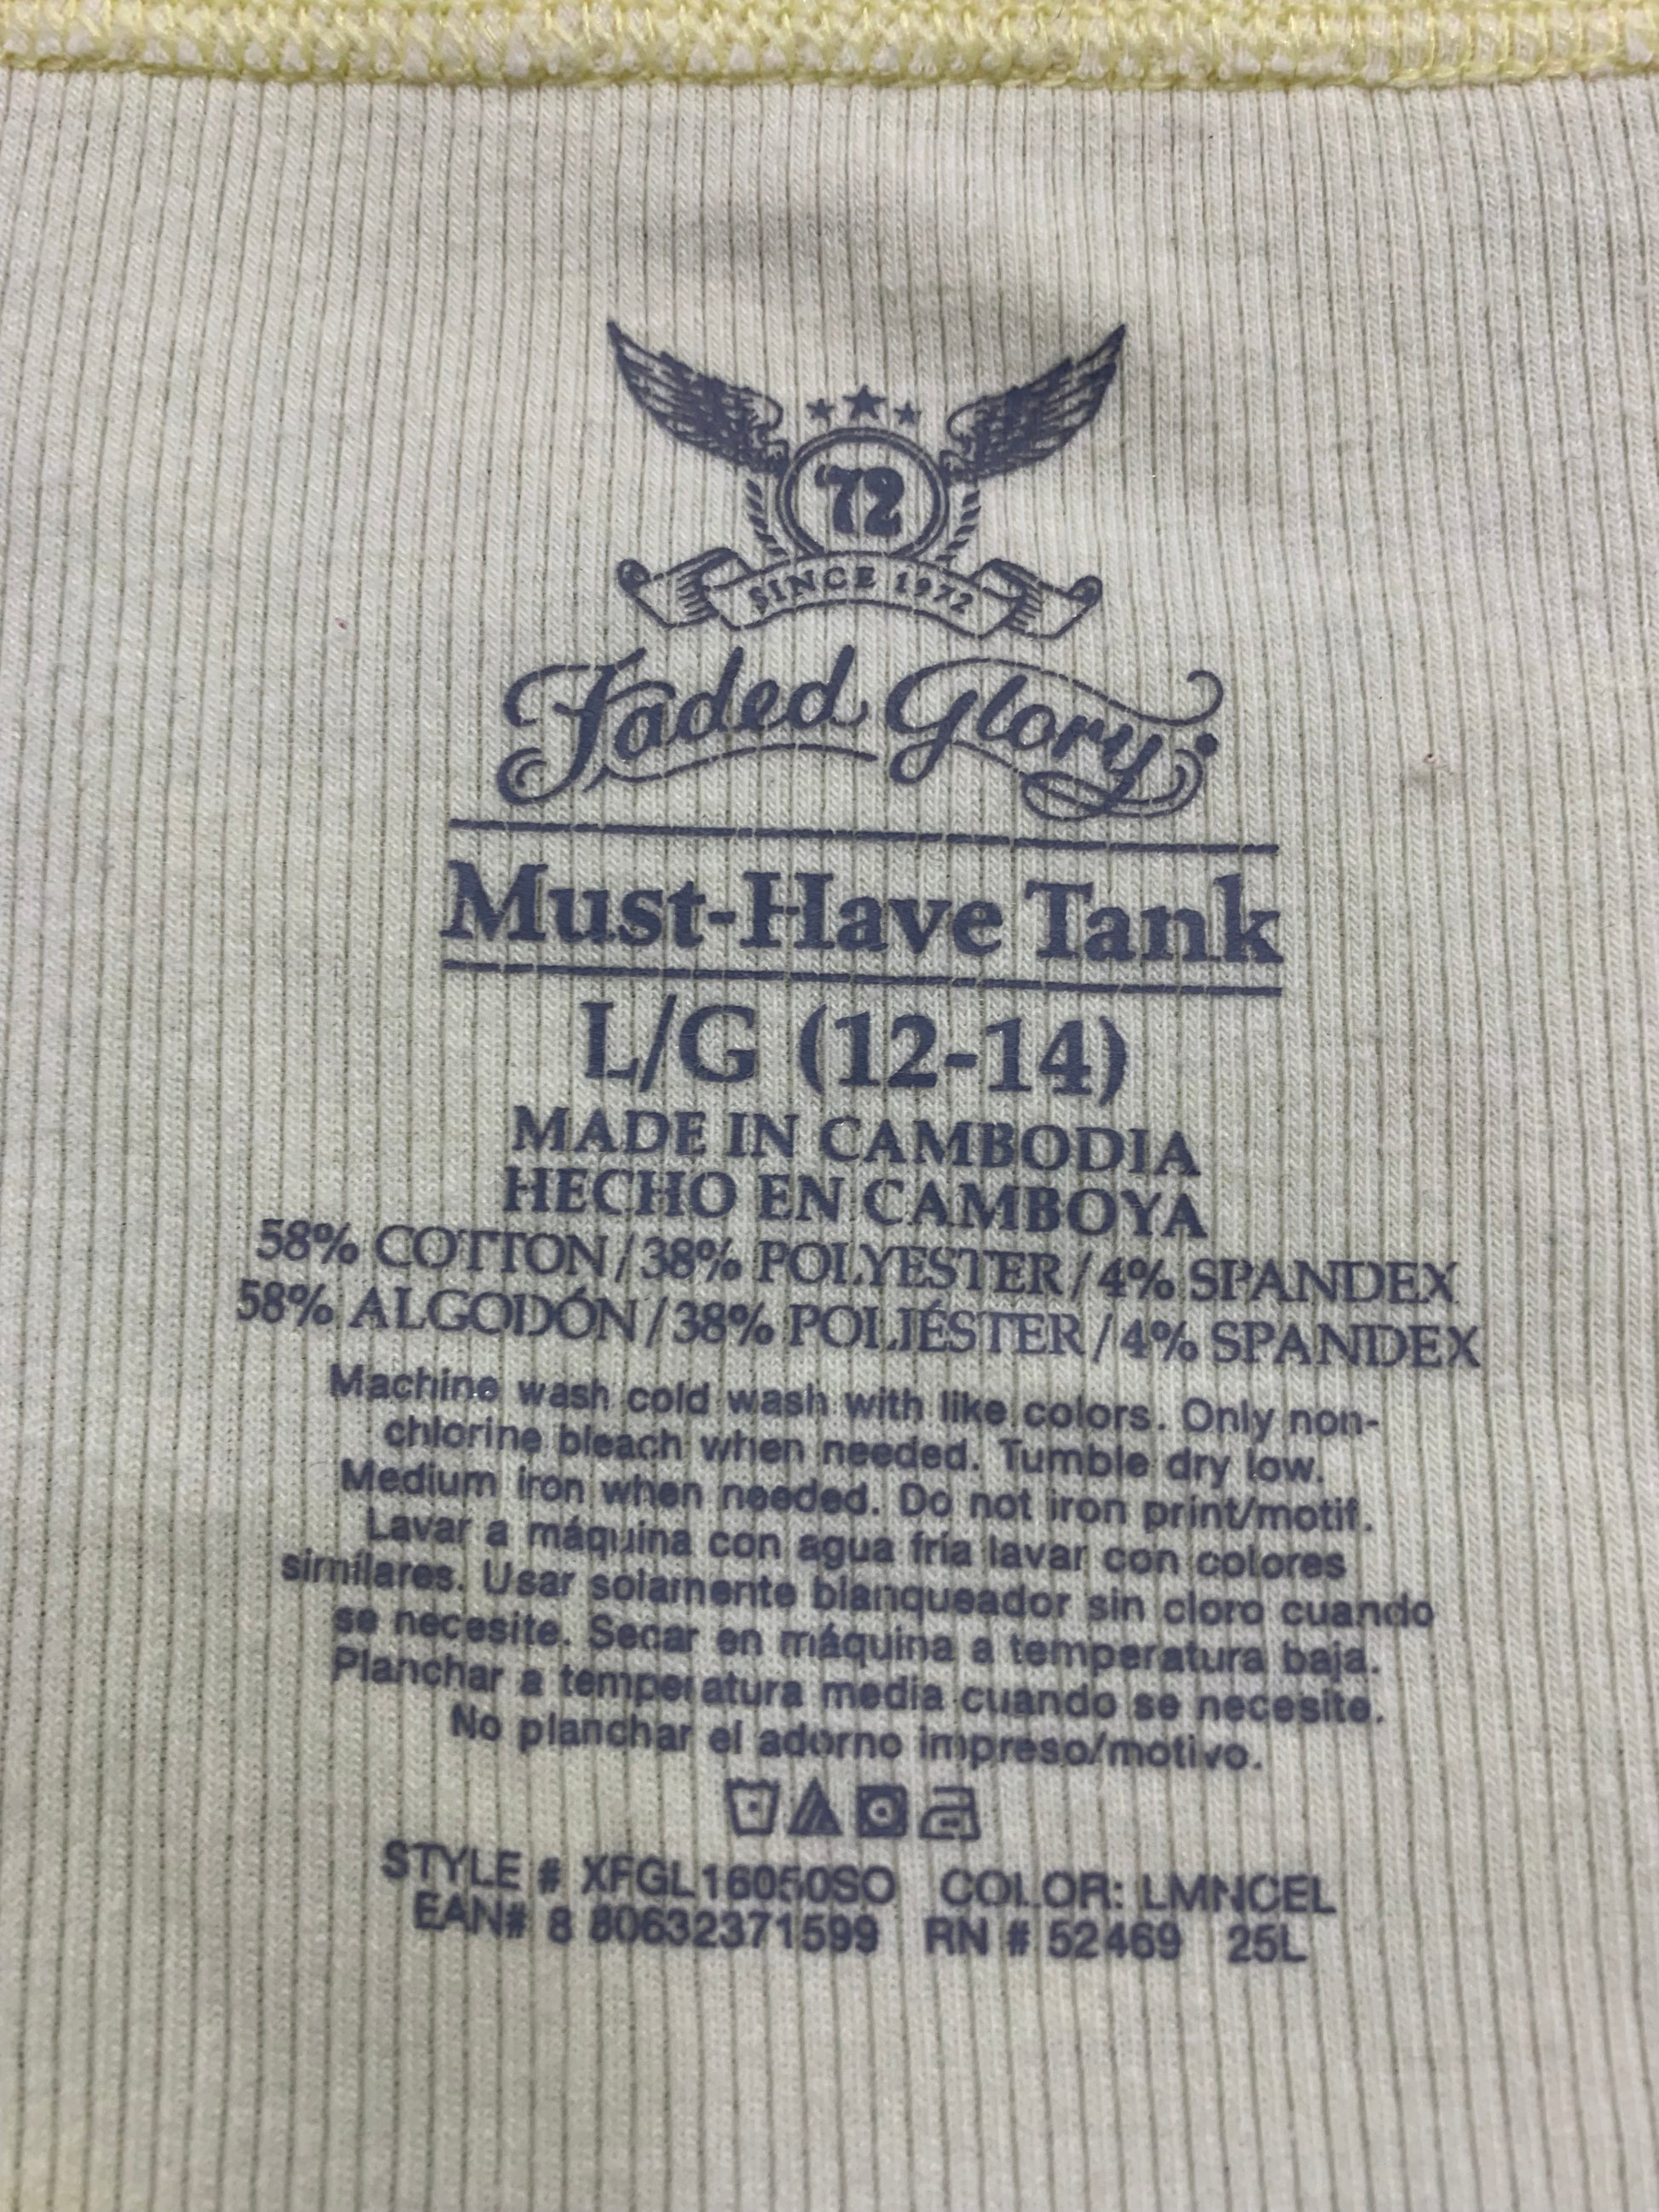 72
SINCE 1972
Faded Glory
Must-Have Tank
L/G (12-14)
MADE IN CAMBODIA
HECHO EN CAMBOYA
58% COTTON/38% POLYESTER/4% SPANDEX
58% ALGODÓN/38% POLIÉSTER/4% SPANDEX
Machine wash cold wash with like colors. Only non-
chlorine bleach when needed. Tumble dry low.
Medium iron when needed. Do not iron print/motif.
Lavar a máquina con agua fría lavar con colores
similares. Usar solamente blanqueador sin cloro cuando
se necesite. Secar en máquina a temperatura baja.
Planchar a temperatura media cuando se necesite.
No planchar el adorno impreso/motivo.
STYLE # XFGL16050SO COLOR: LMNCEL
EAN# 8 80632371599 RN # 52469 25L